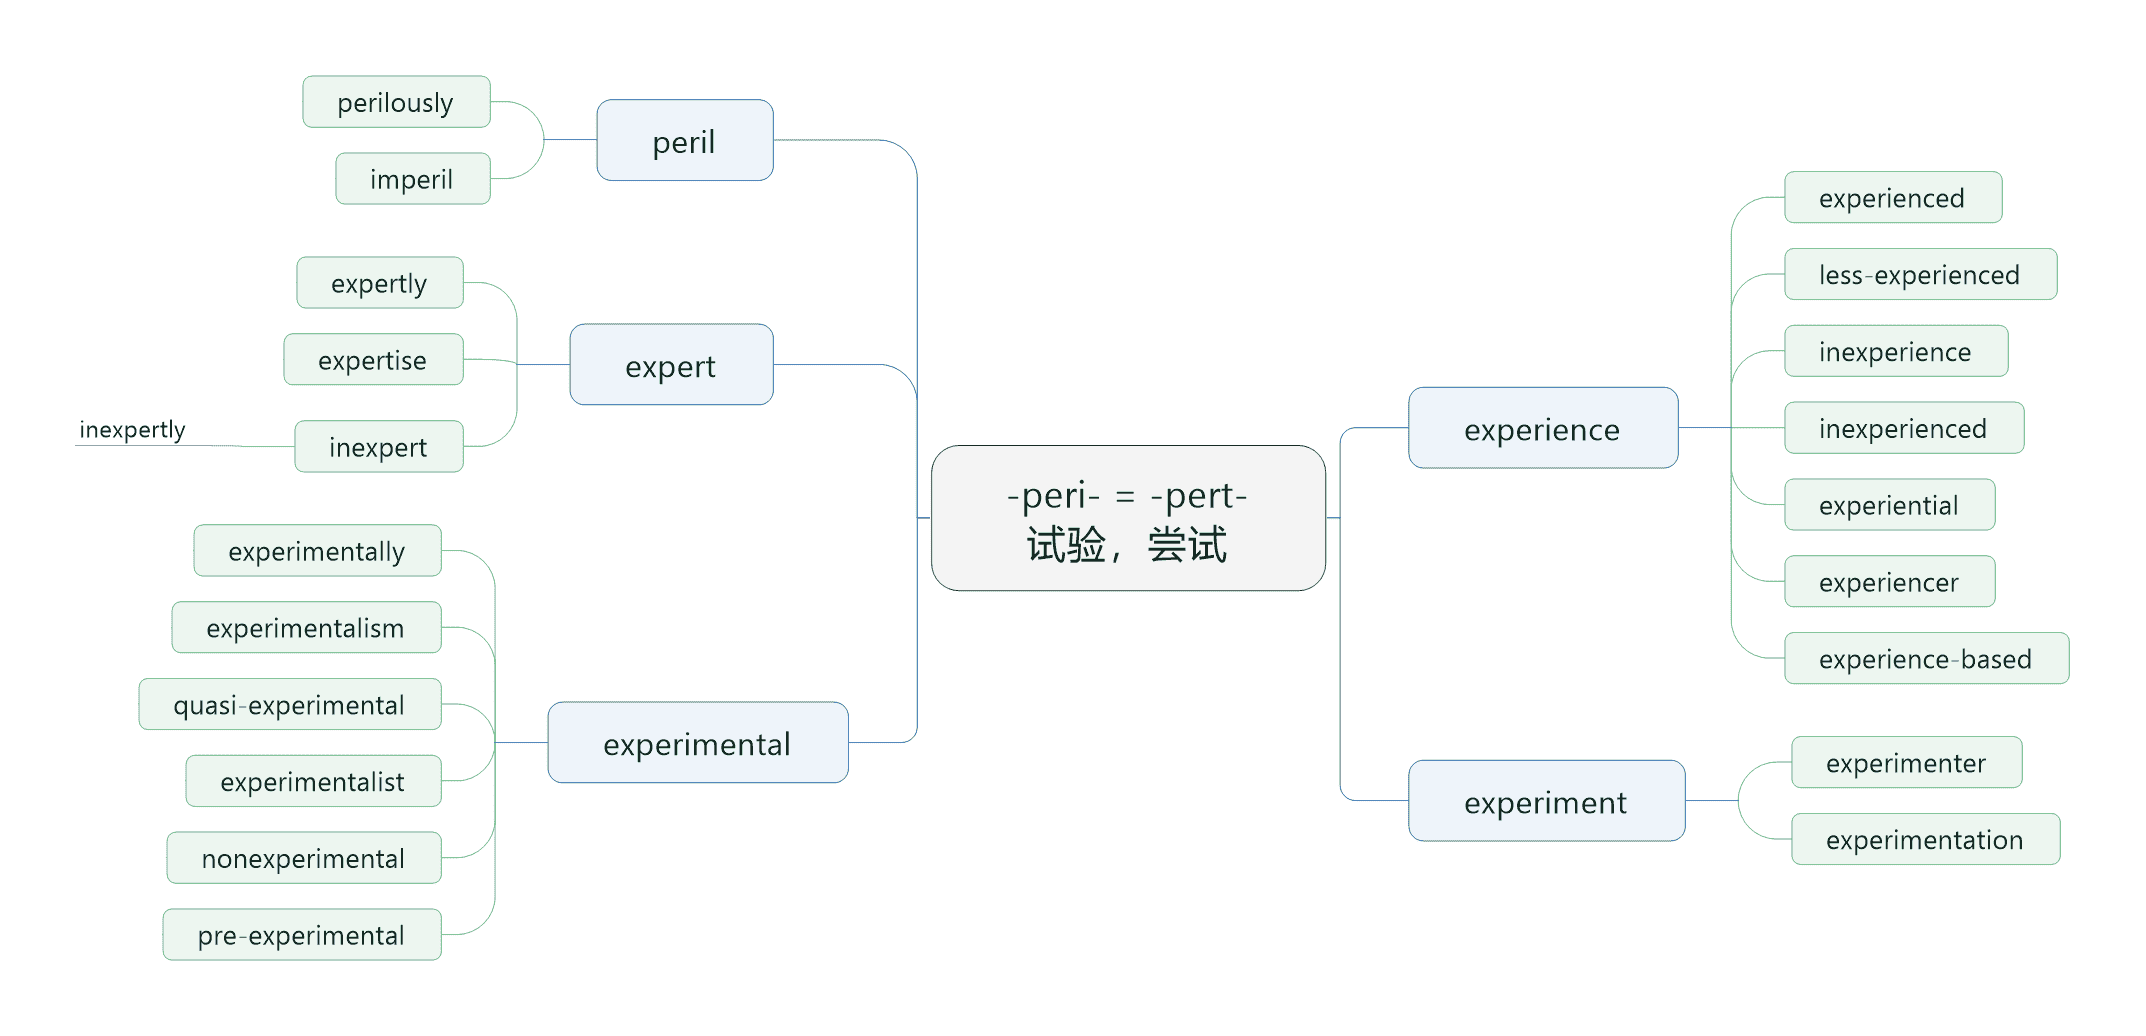 -peri- = -pert-
试验，尝试
experience
experienced
less-experienced
inexperience
inexperienced
experiential
experiencer
experience-based
experiment
experimenter
experimentation
peril
perilously
imperil
expert
expertly
expertise
inexpert
inexpertly
experimental
experimentally
experimentalism
quasi-experimental
experimentalist
nonexperimental
pre-experimental